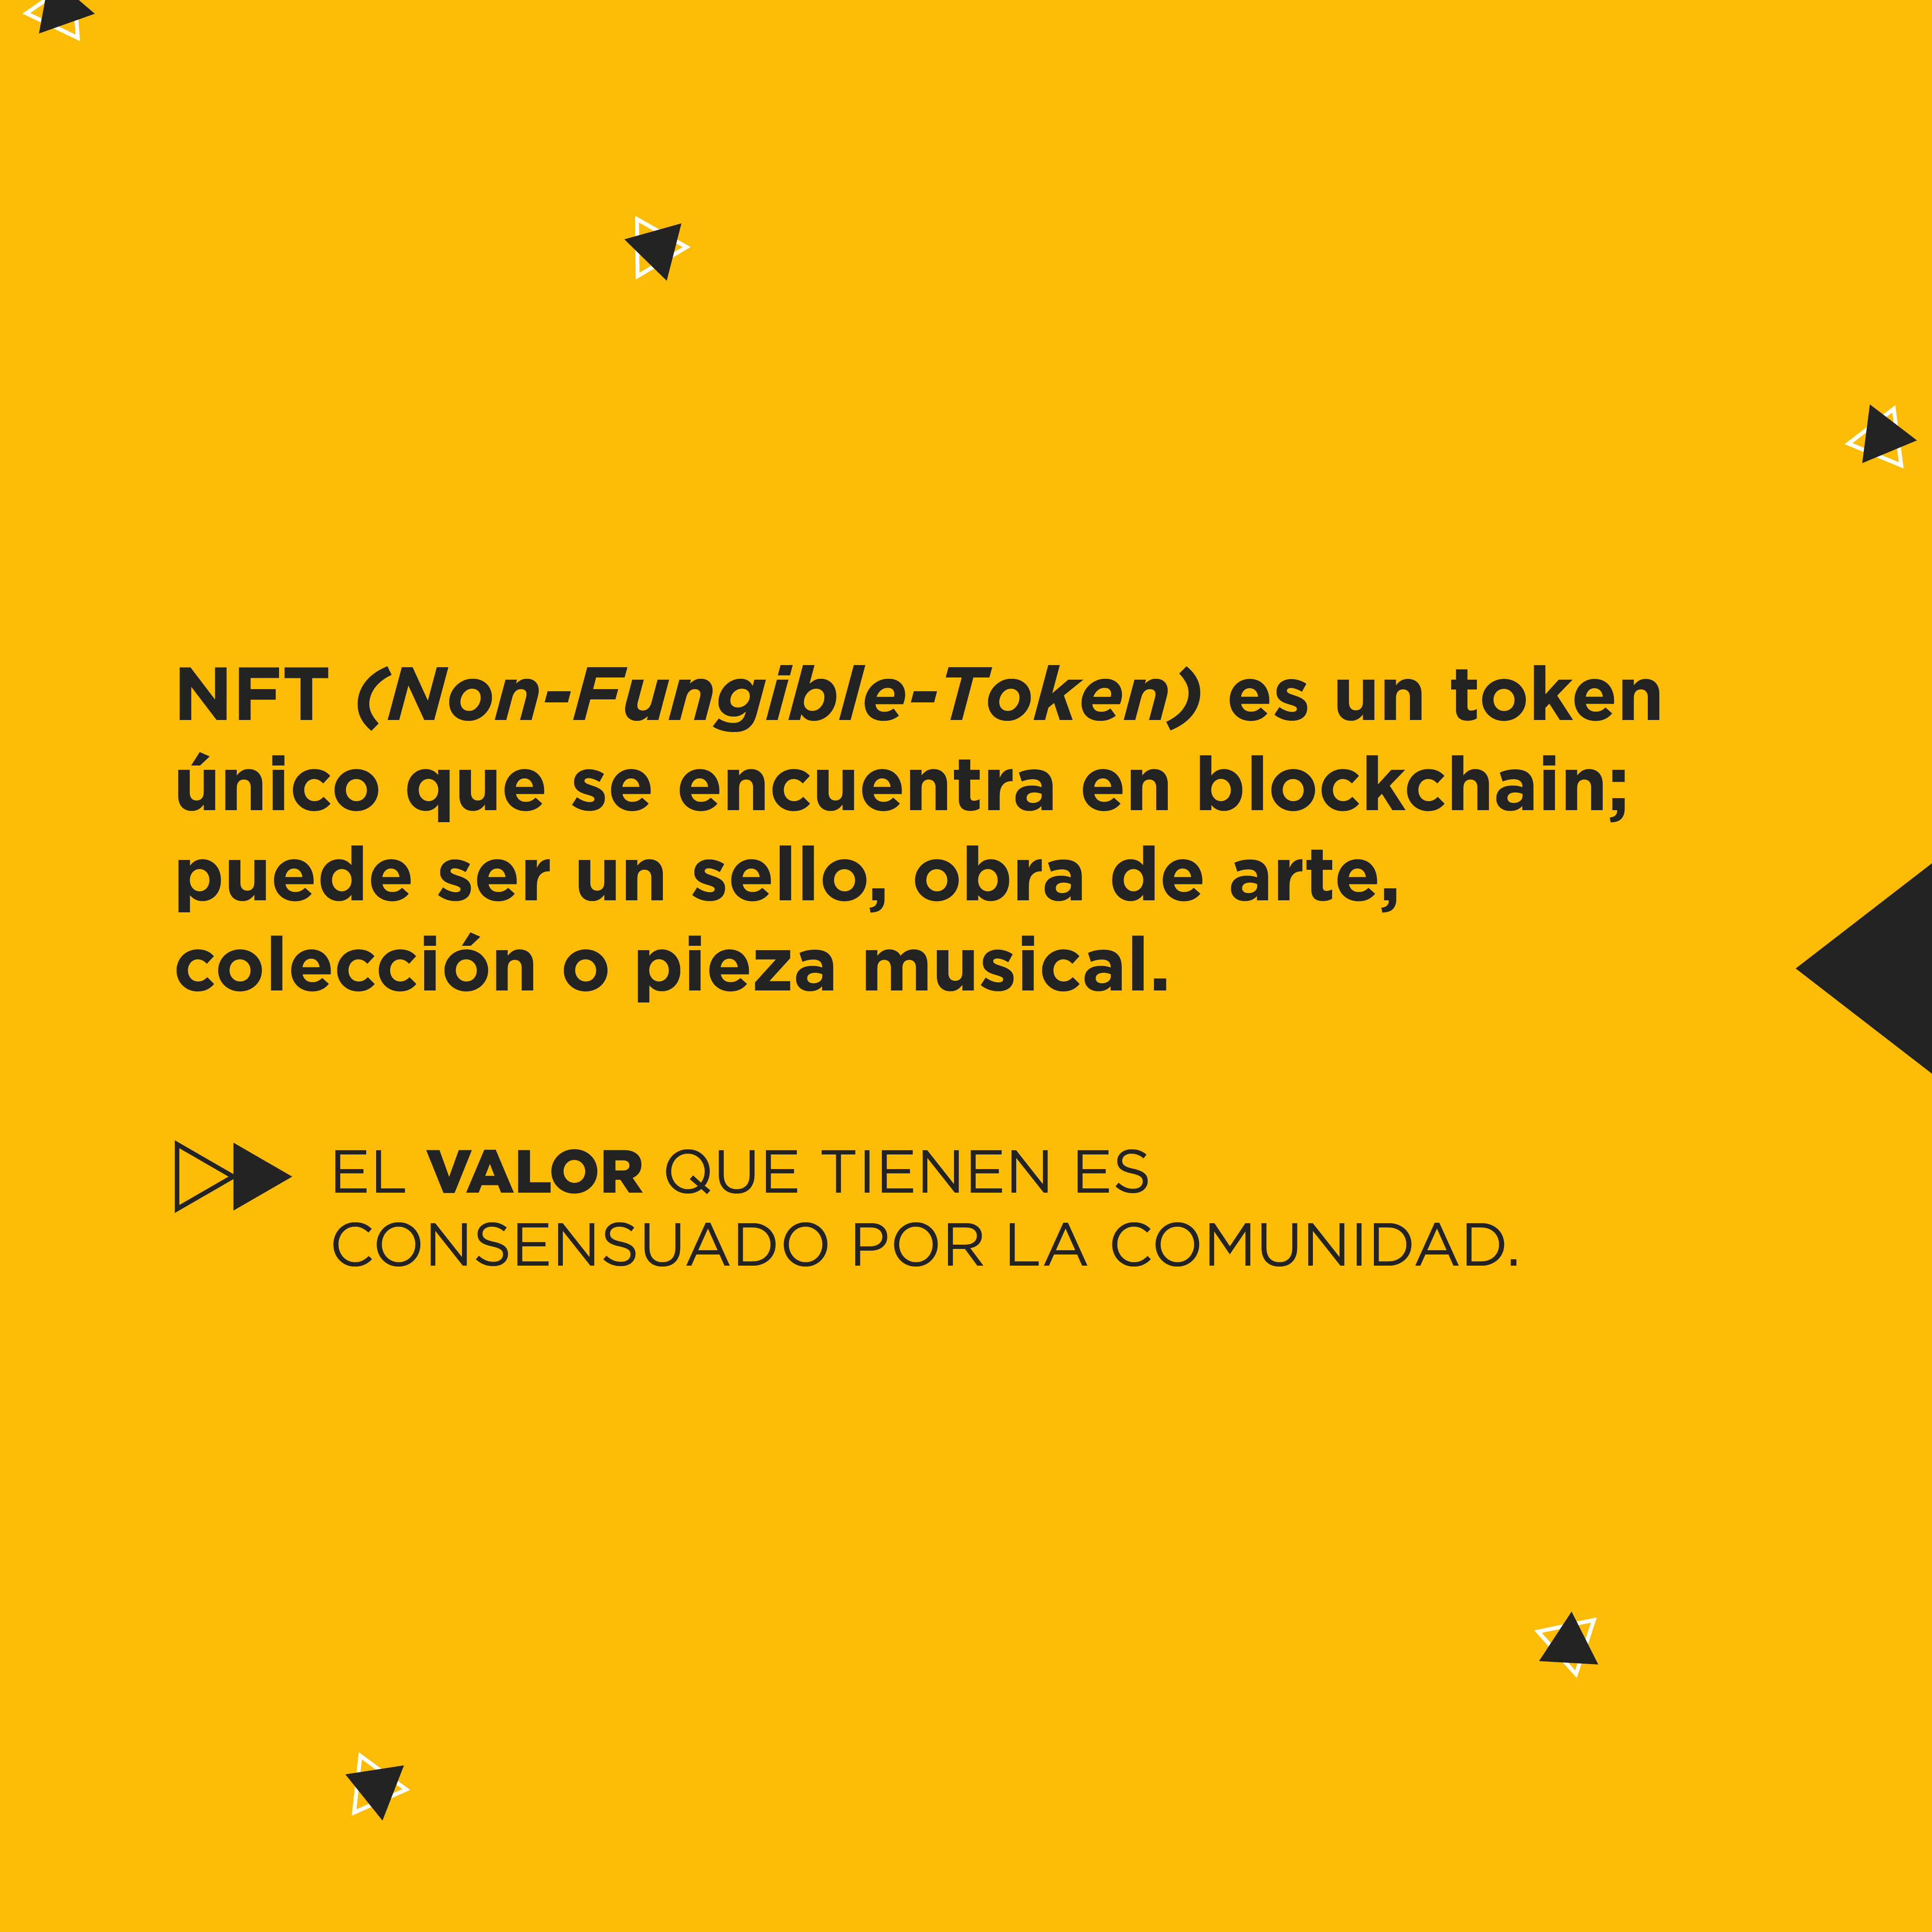 NFT (Non-Fungible-Token) es un token
único que se encuentra en blockchain;
puede ser un sello, obra de arte,
colección o pieza musical.
EL VALOR QUE TIENEN ES
CONSENSUADO POR LA COMUNIDAD.